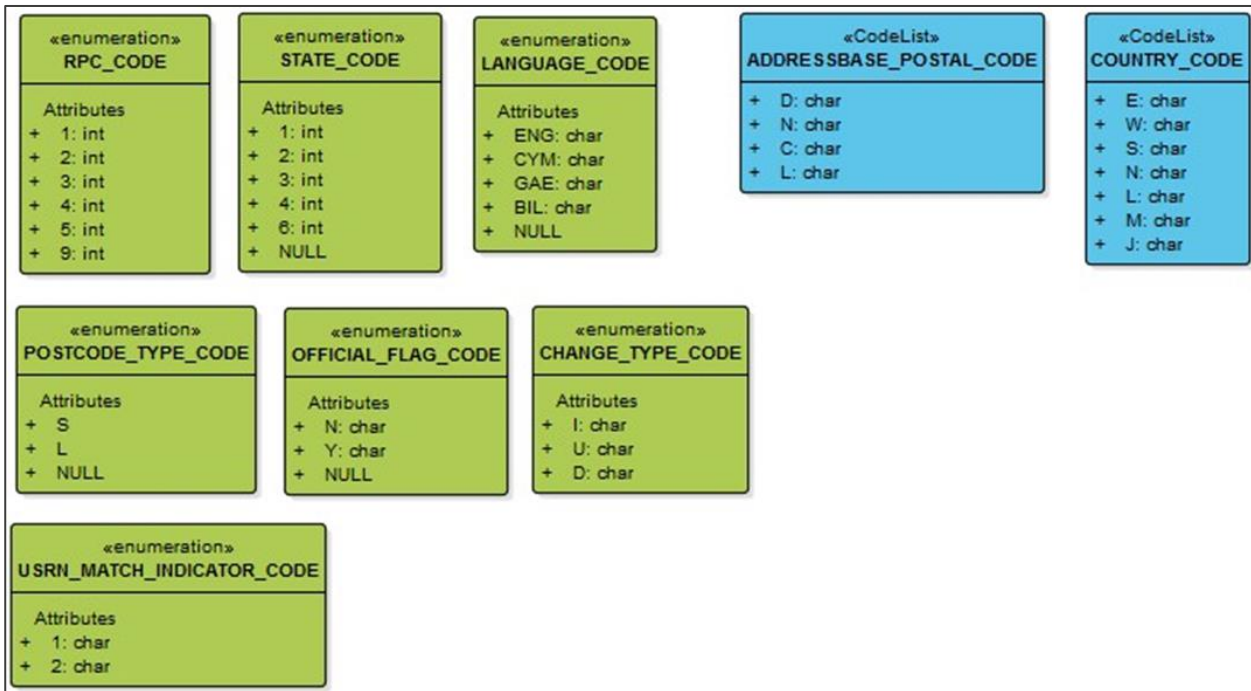 «enumeration»
RPC_CODE
Attributes
+ 1: int
+ 2: int
+ 3: int
+ 4: int
+ 5: int
+ 9: int
«enumeration»
STATE_CODE
Attributes
+ 1: int
+ 2: int
+ 3: int
+ 4: int
+ 6: int
+ NULL
«enumeration»
LANGUAGE_CODE
Attributes
+ ENG: char
+ CYM: char
+ GAE: char
+ BIL: char
+ NULL
«CodeList»
ADDRESSBASE_POSTAL_CODE
+ D: char
+ N: char
+ C: char
+ L: char
«CodeList»
COUNTRY_CODE
+ E: char
+ W: char
+ S: char
+ N: char
+ L: char
+ M: char
+ J: char
«enumeration»
POSTCODE_TYPE_CODE
Attributes
+ S
+ L
+ NULL
«enumeration»
OFFICIAL_FLAG_CODE
Attributes
+ N: char
+ Y: char
+ NULL
«enumeration»
CHANGE_TYPE_CODE
Attributes
+ I: char
+ U: char
+ D: char
«enumeration»
USRN_MATCH_INDICATOR_CODE
Attributes
+ 1: char
+ 2: char